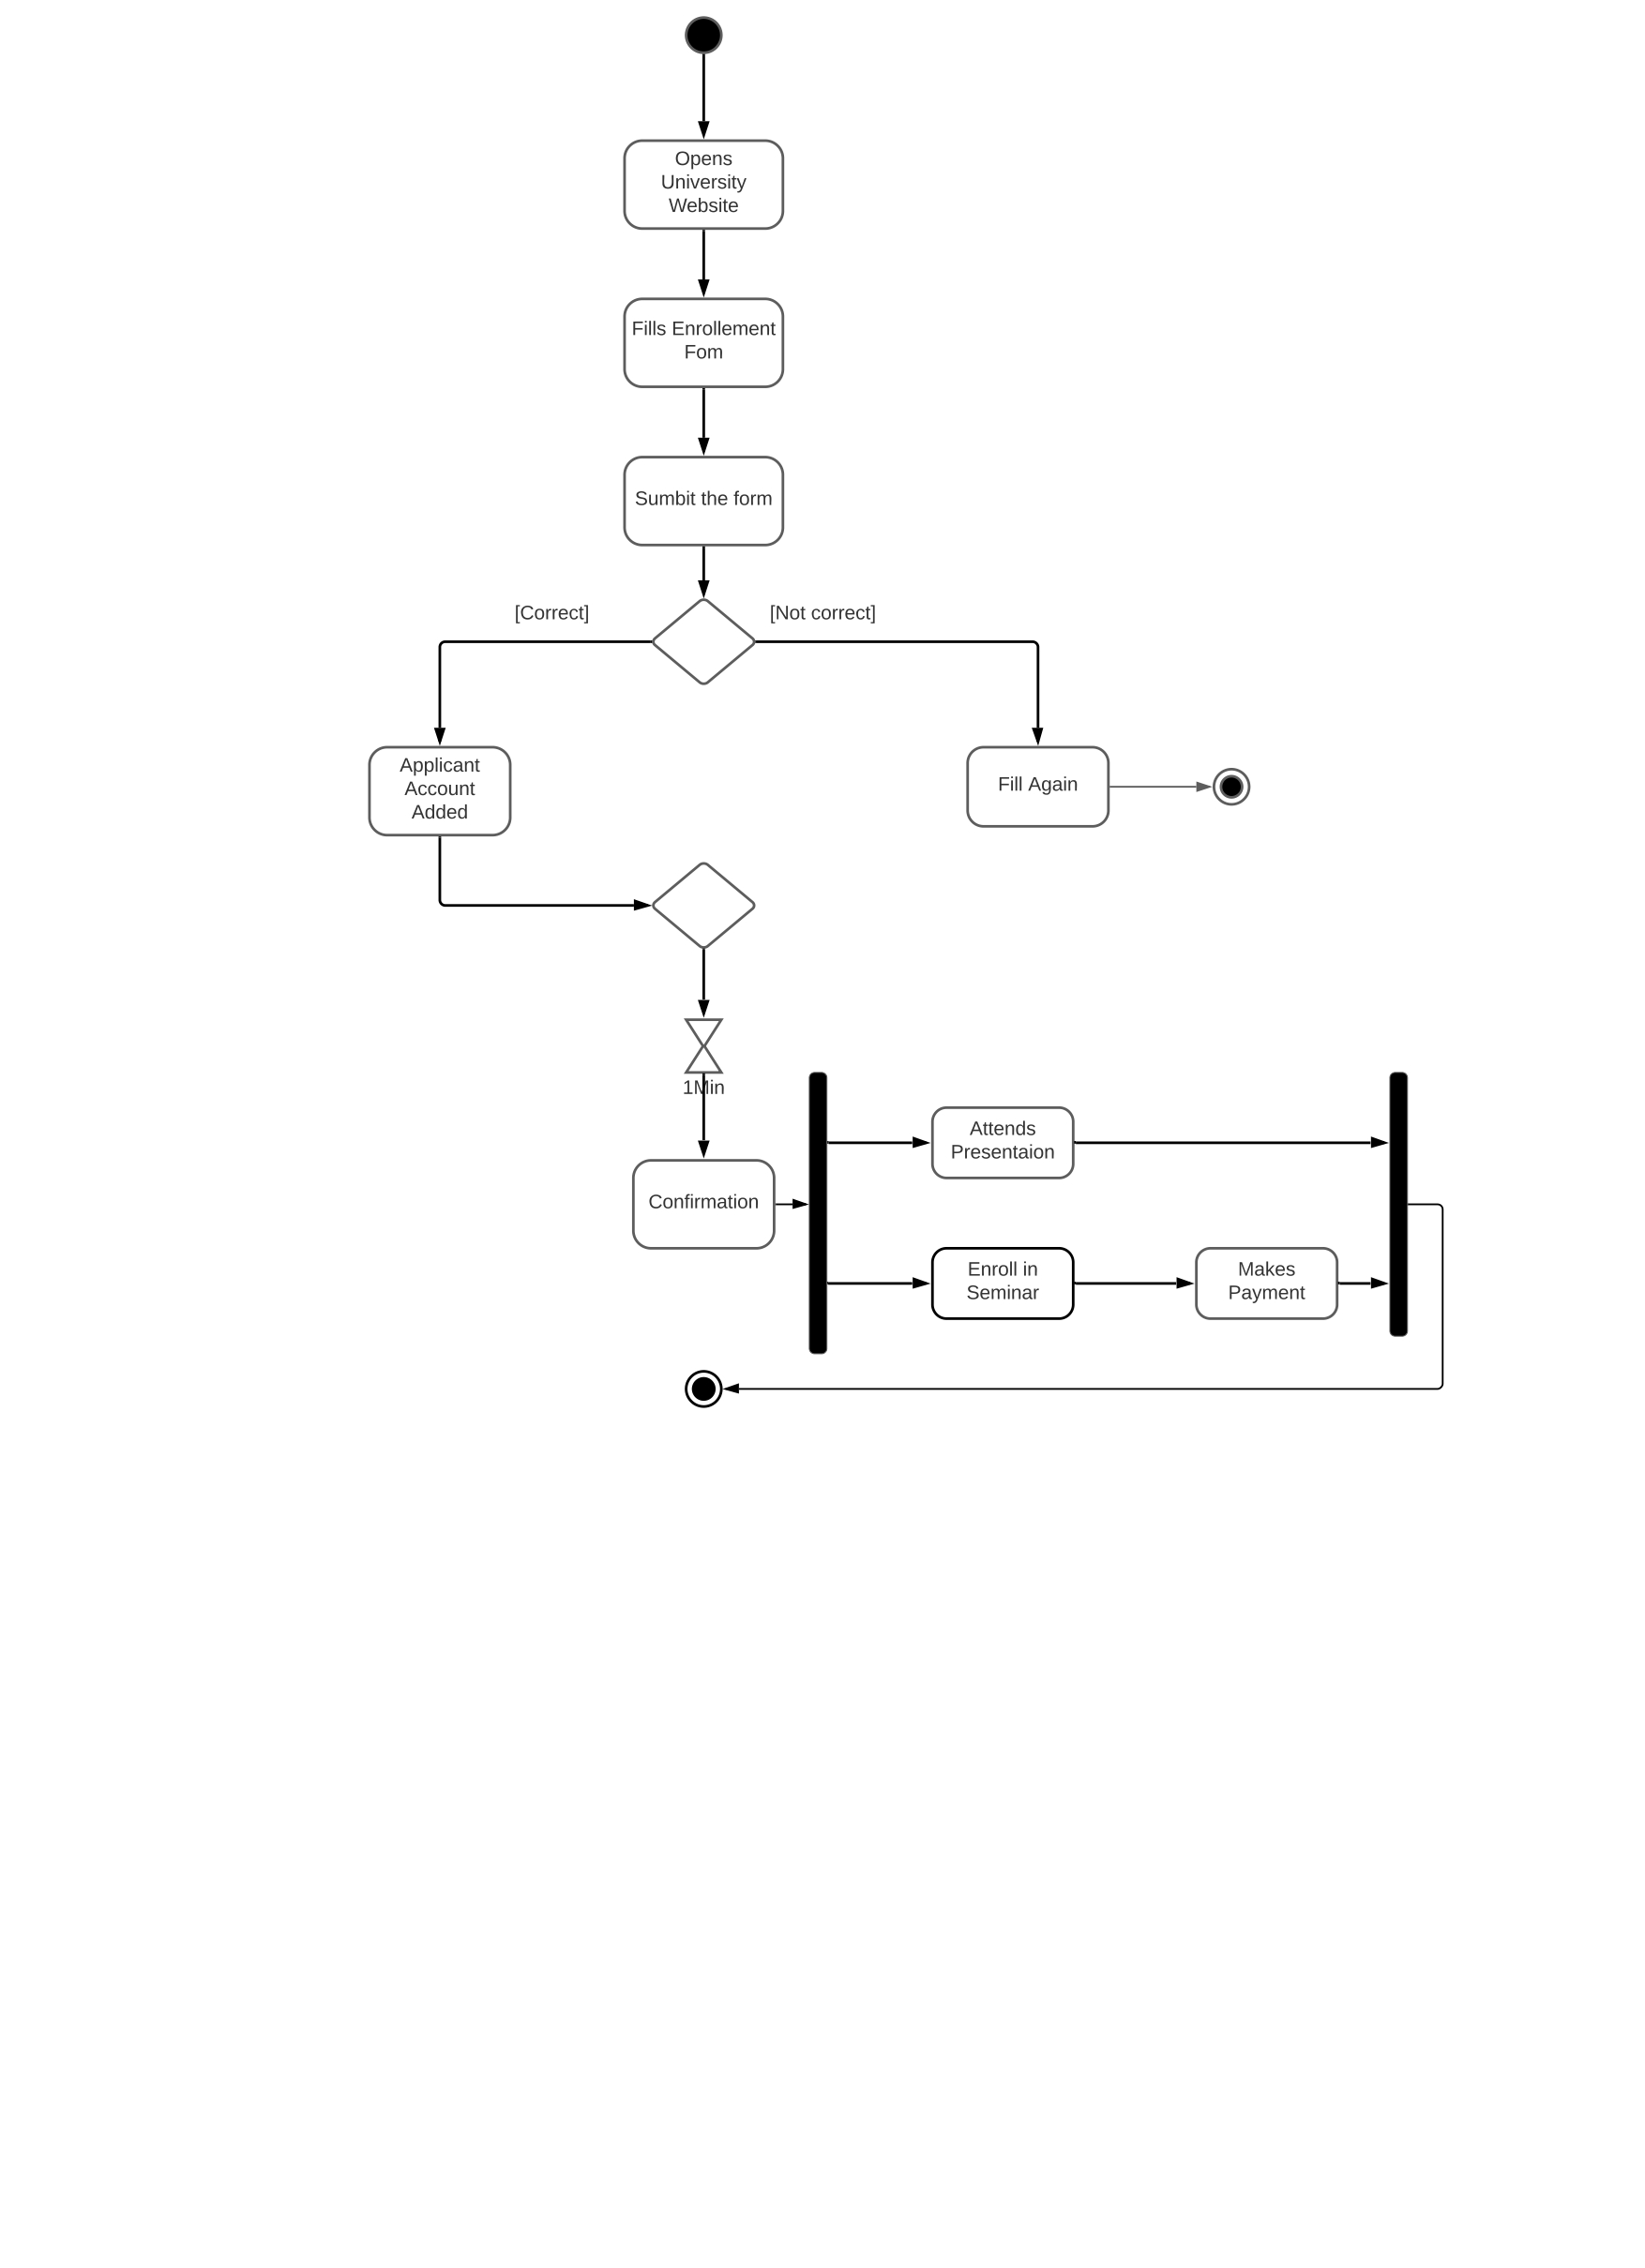 Opens
University
Website
Fills Enrollement
Fom
Sumbit the form
[Correct]
[Not correct]
Applicant
Account
Added
Fill Again
1Min
Confirmation
Attends
Presentaion
Enroll in
Seminar
Makes
Payment